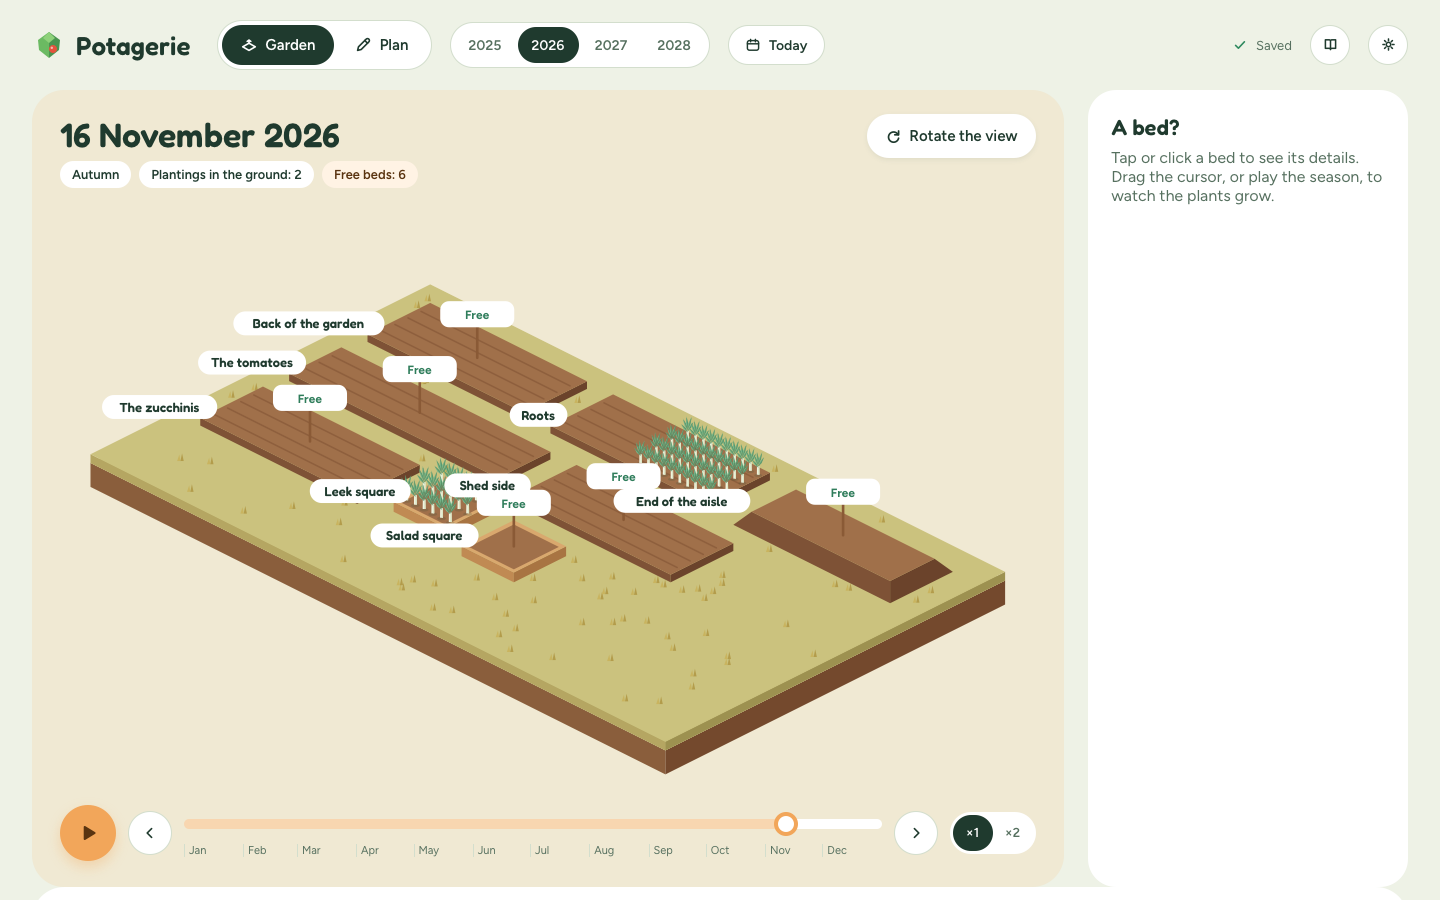 Potagerie
Garden
Plan
2025
2026
2027
2028
Today
Saved
16 November 2026
Autumn
Plantings in the ground: 2
Free beds: 6
Rotate the view
A bed?
Tap or click a bed to see its details.
Drag the cursor, or play the season, to
watch the plants grow.
Free
Back of the garden
The tomatoes
Free
Free
The zucchinis
Roots
Free
Shed side
Leek square
Free
End of the aisle
Free
Salad square
Jan
Feb
Mar
Apr
May
Jun
Jul
Aug
Sep
Oct
Nov
Dec
×1
×2